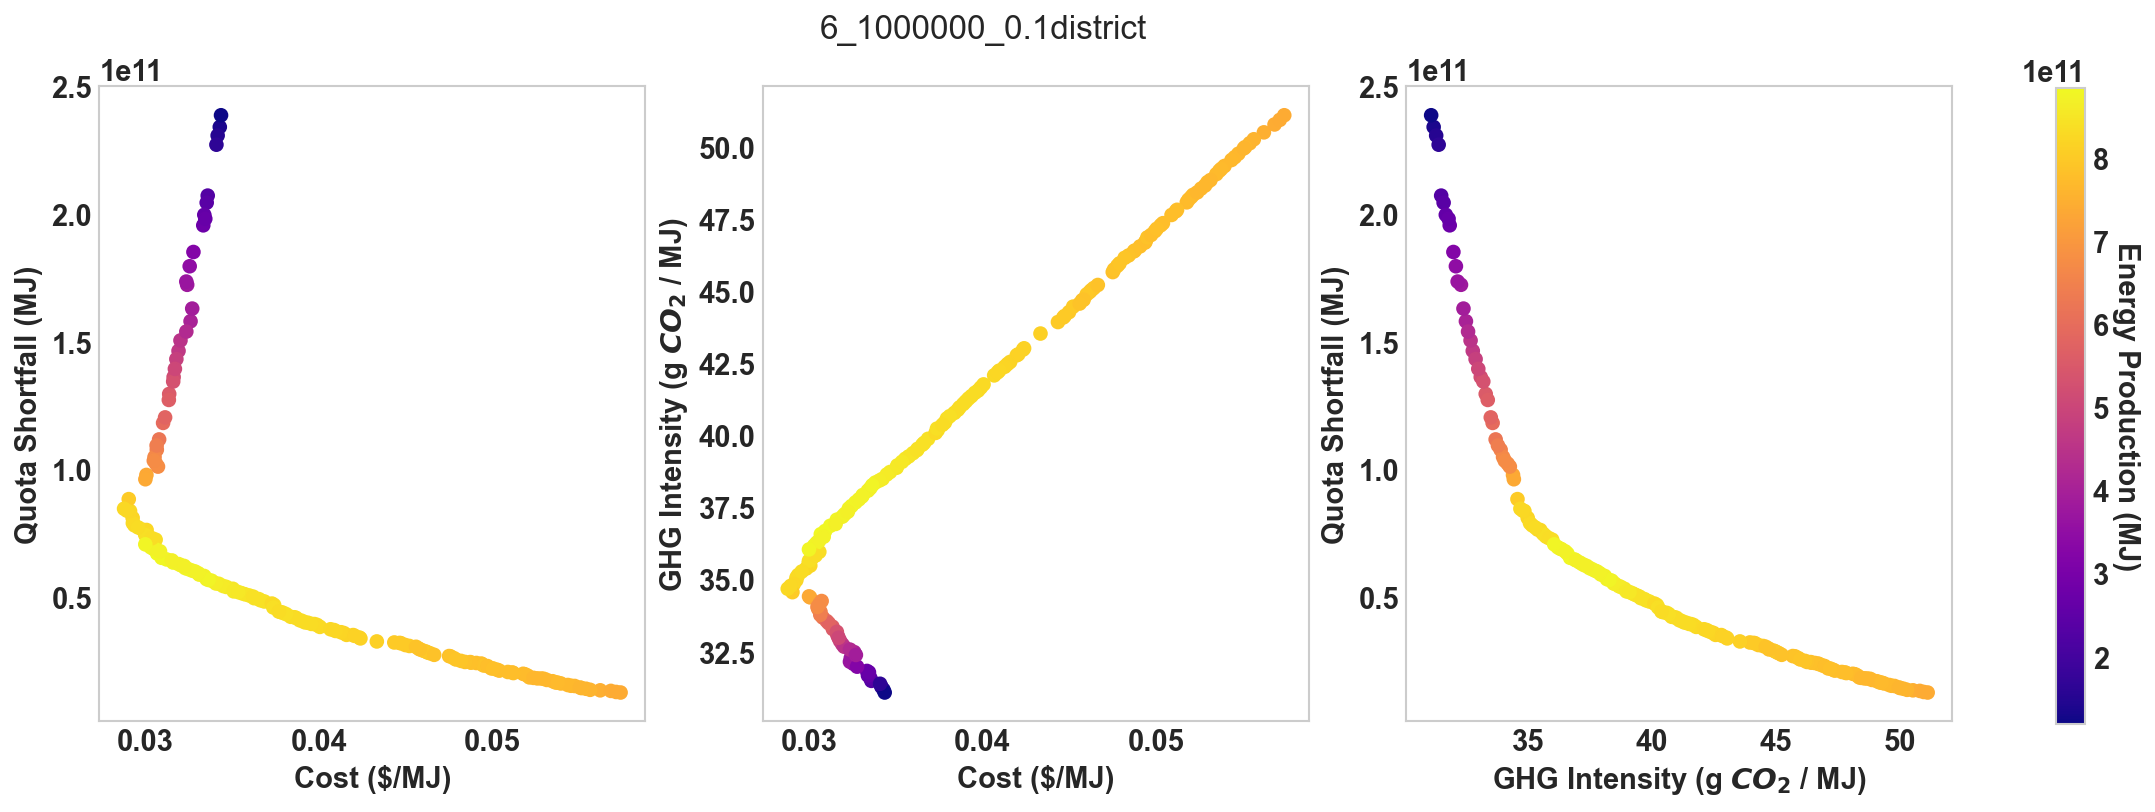 6_1000000_0.1district
1e11
2.5
2.0
1.5
1.0
0.5
Quota Shortfall (MJ)
0.03 0.04 0.05
Cost ($/MJ)
50.0
47.5
45.0
42.5
40.0
37.5
35.0
32.5
GHG Intensity (g CO₂ / MJ)
0.03 0.04 0.05
Cost ($/MJ)
1e11
2.5
2.0
1.5
1.0
0.5
Quota Shortfall (MJ)
35 40 45 50
GHG Intensity (g CO₂ / MJ)
1e11
8
7
6
5
4
3
2
Energy Production (MJ)